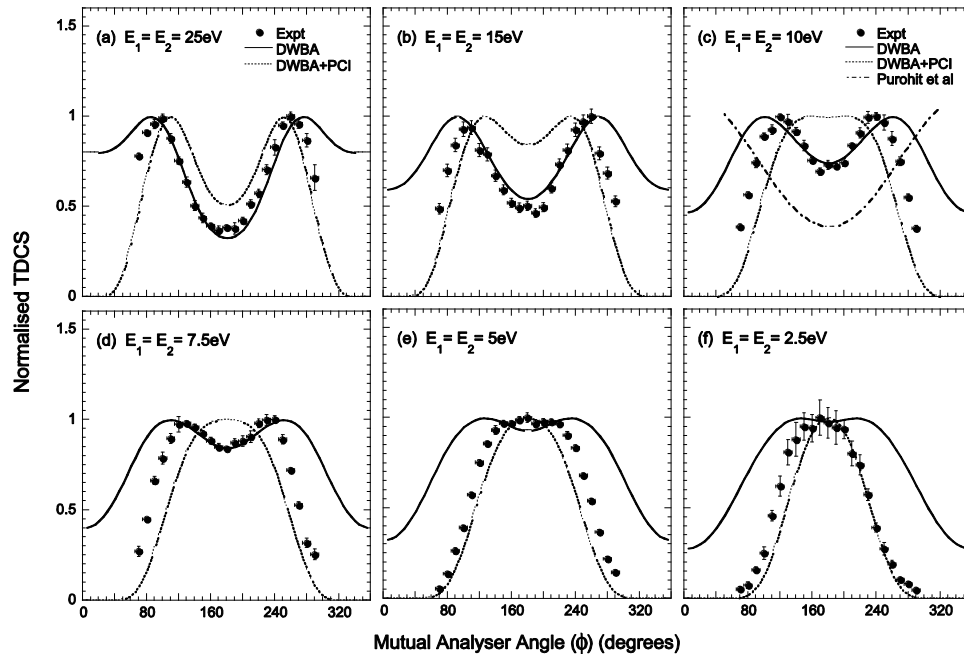 (a) E1 = E2 = 25eV
Expt
DWBA
DWBA+PCI
(b) E1 = E2 = 15eV
(c) E1 = E2 = 10eV
Expt
DWBA
DWBA+PCI
Purohit et al
1.5
1
0.5
0
(d) E1 = E2 = 7.5eV
(e) E1 = E2 = 5eV
(f) E1 = E2 = 2.5eV
1.5
1
0.5
0
0 80 160 240 320
80 160 240 320
80 160 240 320
Normalised TDCS
Mutual Analyser Angle (ϕ) (degrees)